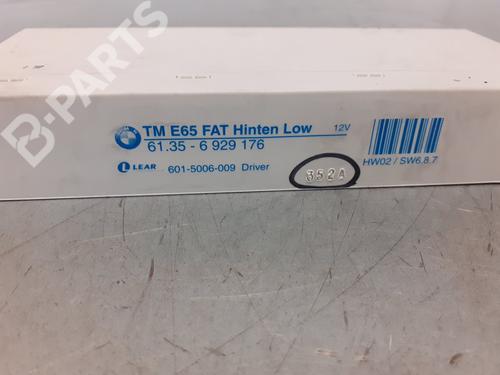 B-PARTS
TM E65 FAT Hinten Low 12V
61.35 - 6 929 176
LEAR 601-5006-009 Driver
HW02 / SW6.8.7
352A